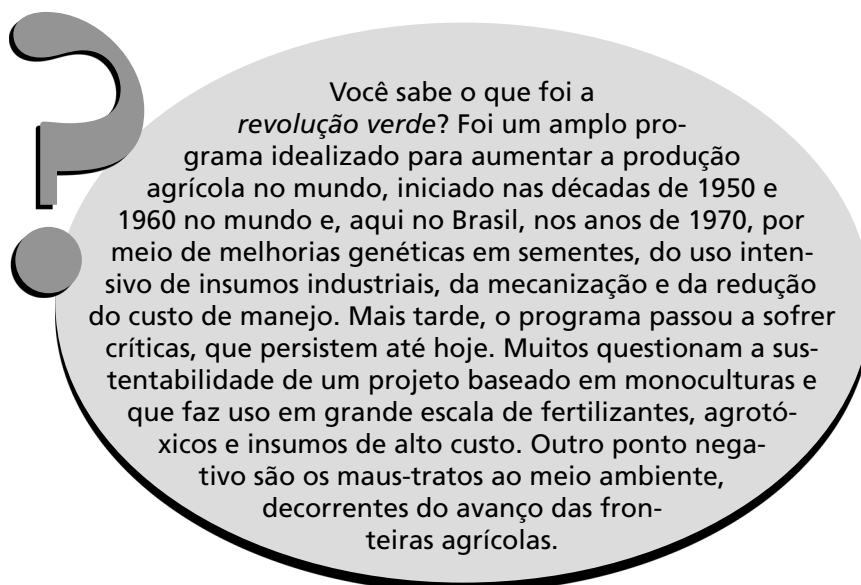 Você sabe o que foi a
revolução verde? Foi um amplo pro-
grama idealizado para aumentar a produção
agrícola no mundo, iniciado nas décadas de 1950 e
1960 no mundo e, aqui no Brasil, nos anos de 1970, por
meio de melhorias genéticas em sementes, do uso inten-
sivo de insumos industriais, da mecanização e da redução
do custo de manejo. Mais tarde, o programa passou a sofrer
críticas, que persistem até hoje. Muitos questionam a sus-
tentabilidade de um projeto baseado em monoculturas e
que faz uso em grande escala de fertilizantes, agrotó-
xicos e insumos de alto custo. Outro ponto nega-
tivo são os maus-tratos ao meio ambiente,
decorrentes do avanço das fron-
teiras agrícolas.